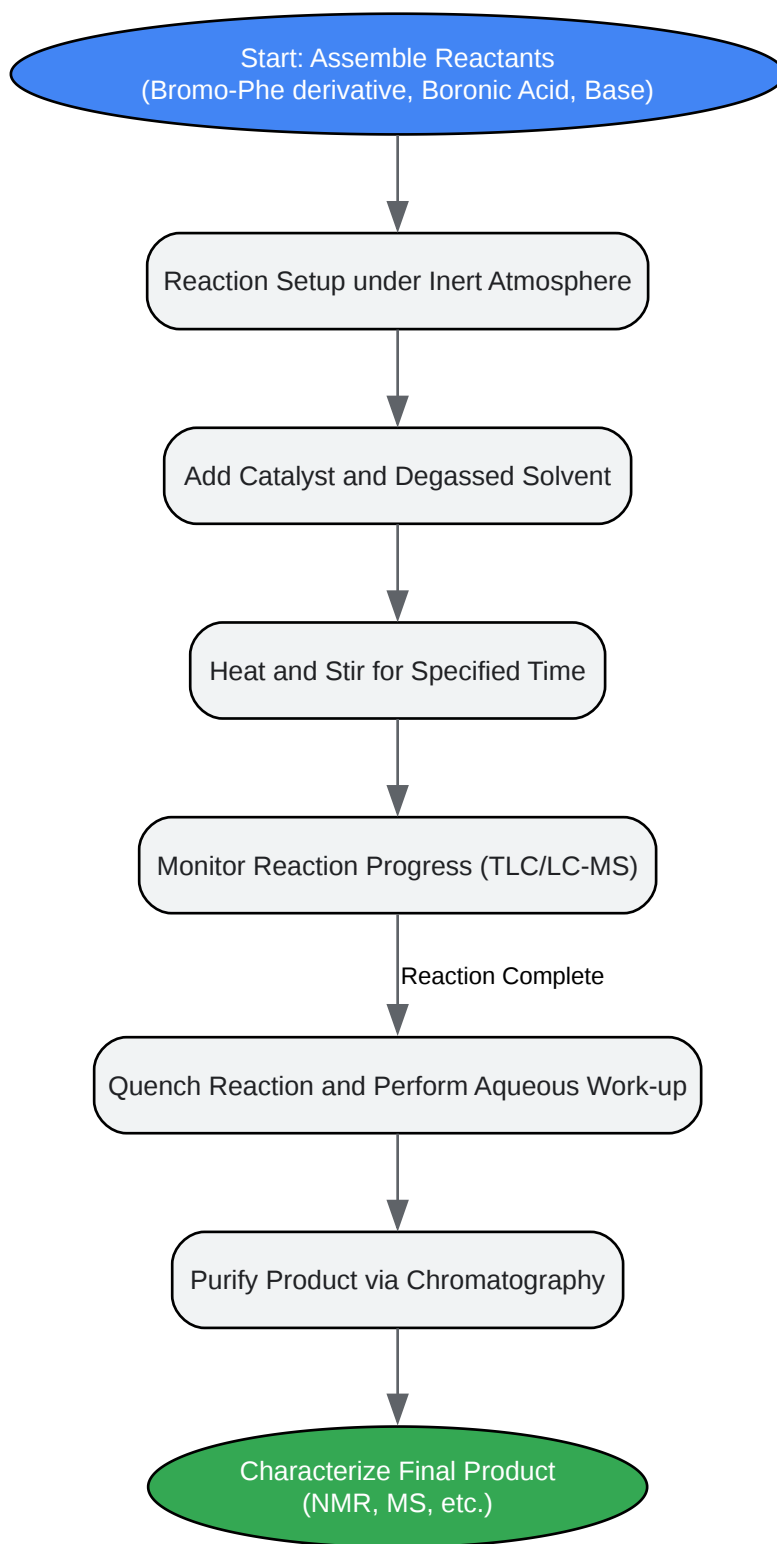 Start: Assemble Reactants
(Bromo-Phe derivative, Boronic Acid, Base)
Reaction Setup under Inert Atmosphere
Add Catalyst and Degassed Solvent
Heat and Stir for Specified Time
Monitor Reaction Progress (TLC/LC-MS)
Reaction Complete
Quench Reaction and Perform Aqueous Work-up
Purify Product via Chromatography
Characterize Final Product
(NMR, MS, etc.)